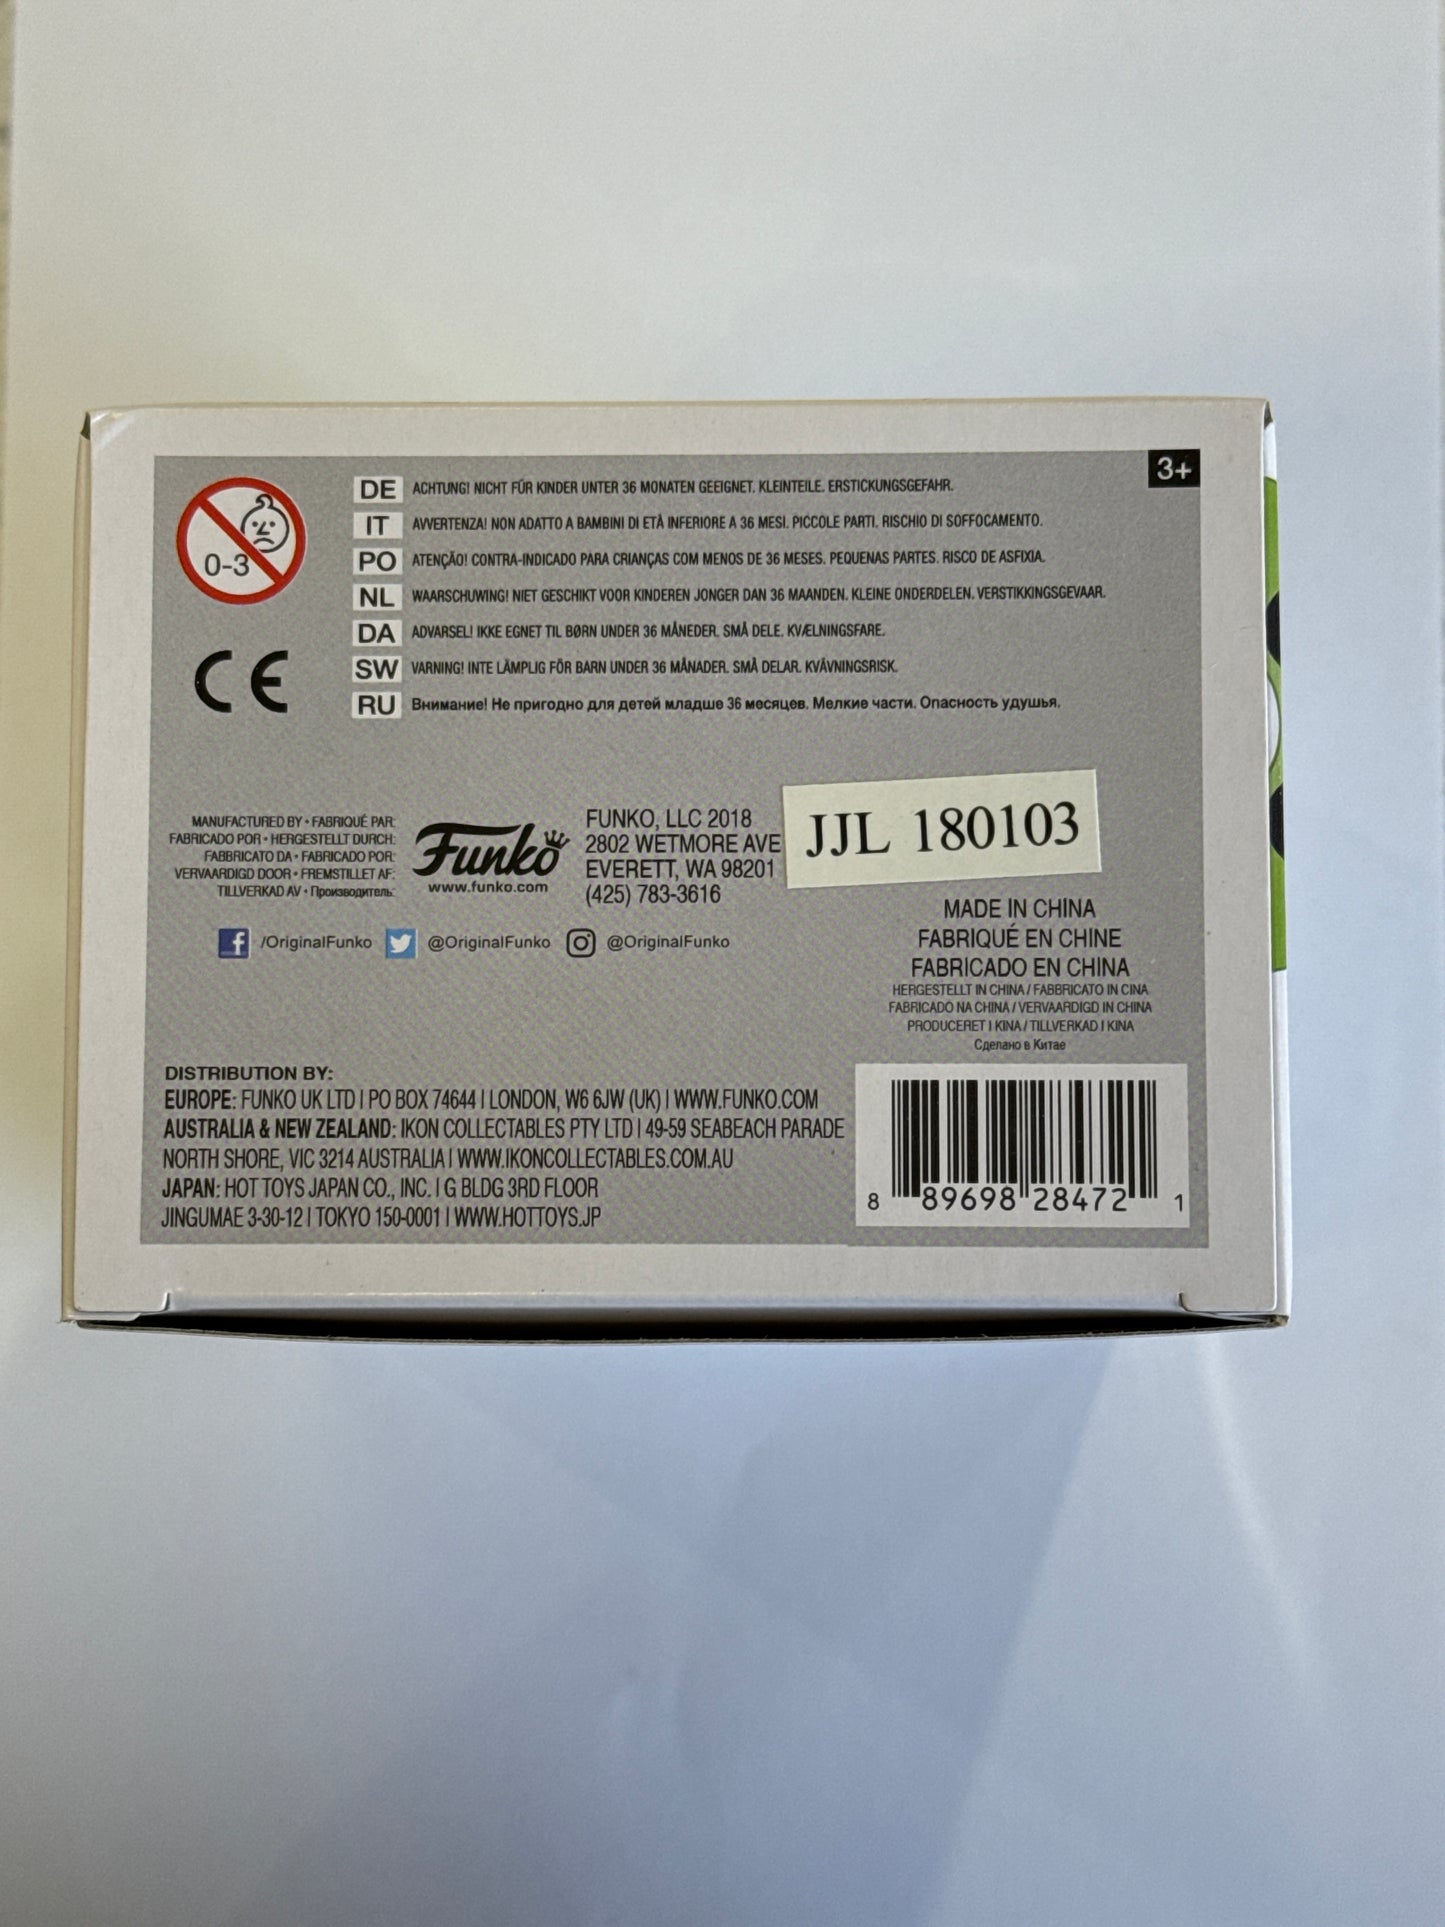 3+
0-3
DE ACHTUNG! NICHT FÜR KINDER UNTER 36 MONATEN GEEIGNET. KLEINTEILE. ERSTICKUNGSGEFAHR.
IT AVVERTENZA! NON ADATTO A BAMBINI DI ETÀ INFERIORE A 36 MESI. PICCOLE PARTI. RISCHIO DI SOFFOCAMENTO.
PO ATENÇÃO! CONTRA-INDICADO PARA CRIANÇAS COM MENOS DE 36 MESES. PEQUENAS PARTES. RISCO DE ASFIXIA.
NL WAARSCHUWING! NIET GESCHIKT VOOR KINDEREN JONGER DAN 36 MAANDEN. KLEINE ONDERDELEN. VERSTIKKINGSGEVAAR.
DA ADVARSEL! IKKE EGNET TIL BØRN UNDER 36 MÅNEDER. SMÅ DELE. KVÆLNINGSFARE.
SW VARNING! INTE LÄMPLIG FÖR BARN UNDER 36 MÅNADER. SMÅ DELAR. KVÄVNINGSRISK.
RU Внимание! Не пригодно для детей младше 36 месяцев. Мелкие части. Опасность удушья.
CE
MANUFACTURED BY • FABRIQUÉ PAR:
FABRICADO POR • HERGESTELLT DURCH:
FABBRICATO DA • FABRICADO POR:
VERVAARDIGD DOOR • FREMSTILLET AF:
TILLVERKAD AV • Производитель:
Funko
www.funko.com
FUNKO, LLC 2018
2802 WETMORE AVE
EVERETT, WA 98201
(425) 783-3616
JJL 180103
/OriginalFunko @OriginalFunko @OriginalFunko
MADE IN CHINA
FABRIQUÉ EN CHINE
FABRICADO EN CHINA
HERGESTELLT IN CHINA / FABBRICATO IN CINA
FABRICADO NA CHINA / VERVAARDIGD IN CHINA
PRODUCERET I KINA / TILLVERKAD I KINA
Сделано в Китае
DISTRIBUTION BY:
EUROPE: FUNKO UK LTD | PO BOX 74644 | LONDON, W6 6JW (UK) | WWW.FUNKO.COM
AUSTRALIA & NEW ZEALAND: IKON COLLECTABLES PTY LTD | 49-59 SEABEACH PARADE
NORTH SHORE, VIC 3214 AUSTRALIA | WWW.IKONCOLLECTABLES.COM.AU
JAPAN: HOT TOYS JAPAN CO., INC. | G BLDG 3RD FLOOR
JINGUMAE 3-30-12 | TOKYO 150-0001 | WWW.HOTTOYS.JP
8 89698 28472 1